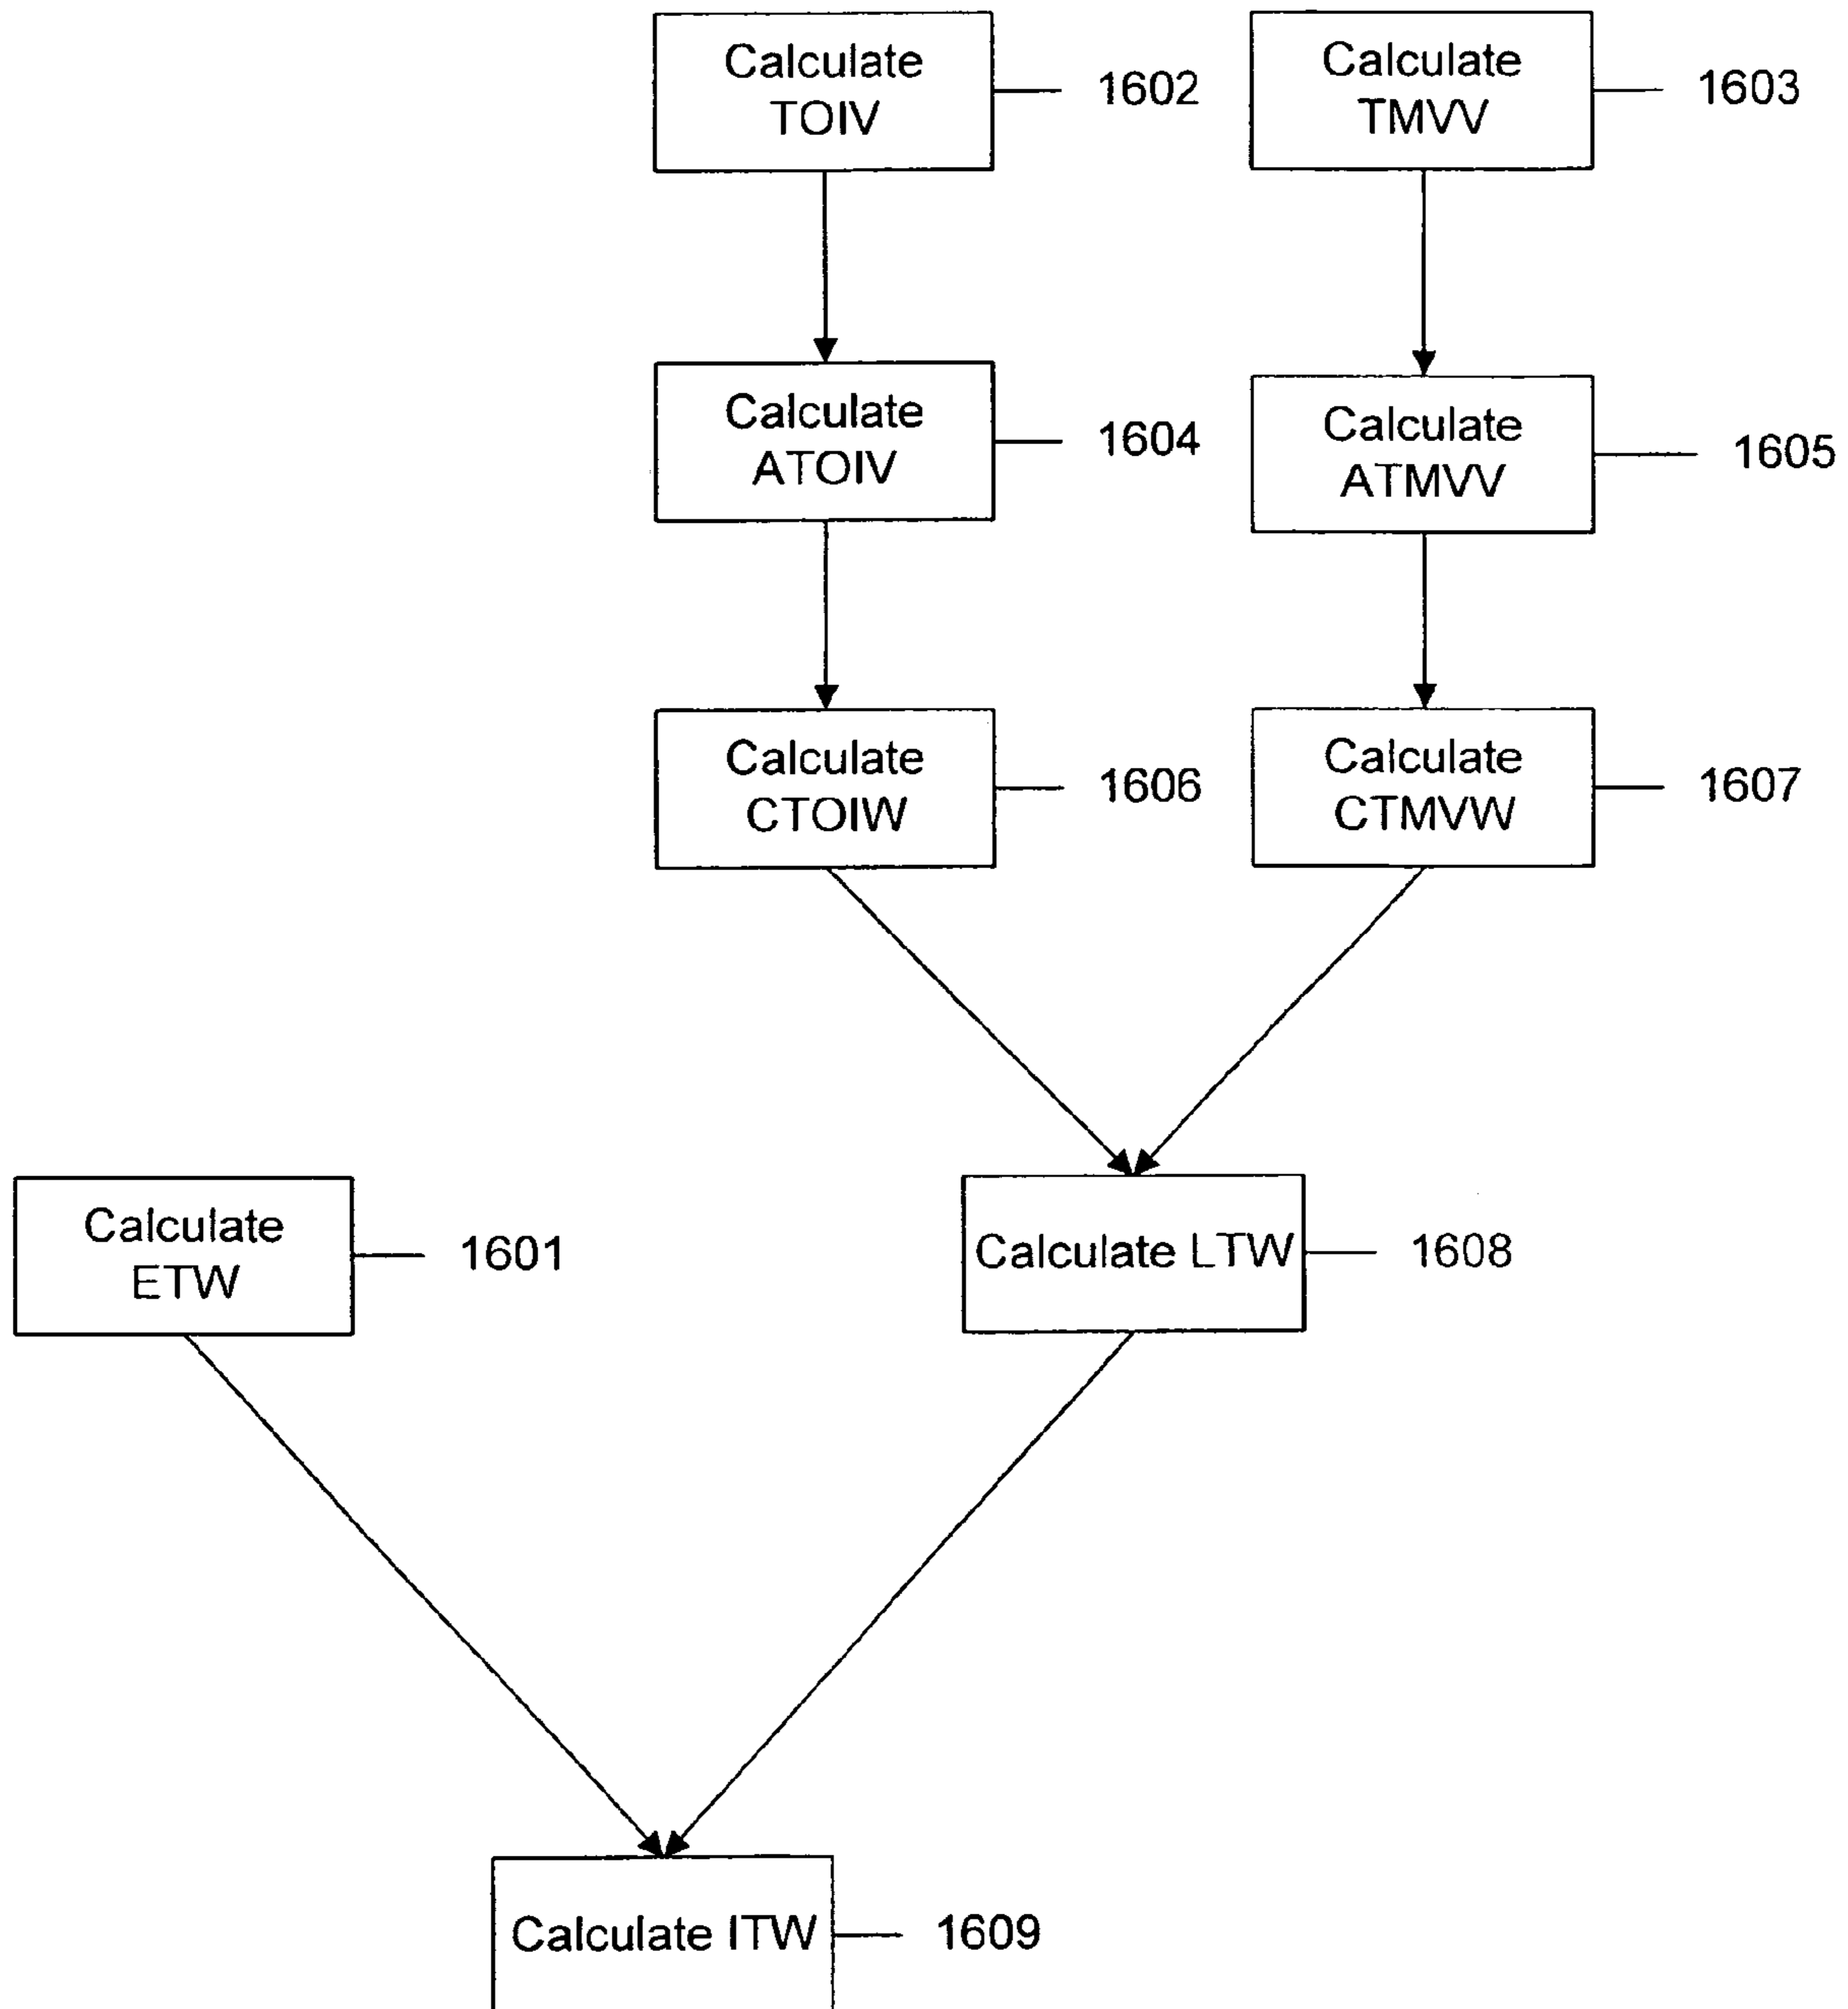 Calculate
TOIV
1602
Calculate
TMVV
1603
Calculate
ATOIV
1604
Calculate
ATMVV
1605
Calculate
CTOIW
1606
Calculate
CTMVW
1607
Calculate
ETW
1601
Calculate LTW
1608
Calculate ITW
1609